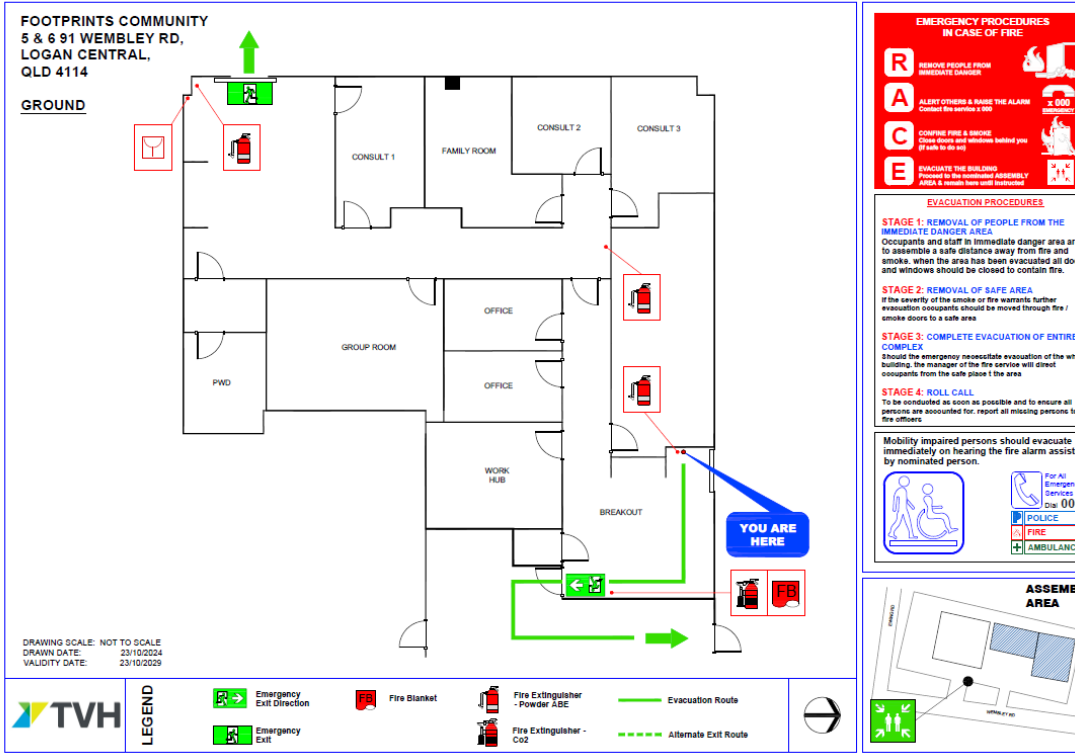 FOOTPRINTS COMMUNITY
5 & 6 91 WEMBLEY RD,
LOGAN CENTRAL,
QLD 4114
GROUND
CONSULT 1
FAMILY ROOM
CONSULT 2
CONSULT 3
OFFICE
GROUP ROOM
OFFICE
PWD
WORK
HUB
BREAKOUT
YOU ARE
HERE
FB
DRAWING SCALE: NOT TO SCALE
DRAWN DATE: 23/10/2024
VALIDITY DATE: 23/10/2029
TVH
LEGEND
Emergency
Exit Direction
Emergency
Exit
FB
Fire Blanket
Fire Extinguisher
- Powder ABE
Fire Extinguisher -
Co2
Evacuation Route
Alternate Exit Route
EMERGENCY PROCEDURES
IN CASE OF FIRE
R
REMOVE PEOPLE FROM
IMMEDIATE DANGER
A
ALERT OTHERS & RAISE THE ALARM
Contact fire service x 000
x 000
EMERGENCY
C
CONFINE FIRE & SMOKE
Close doors and windows behind you
(if safe to do so)
E
EVACUATE THE BUILDING
Proceed to the nominated ASSEMBLY
AREA & remain here until instructed
EVACUATION PROCEDURES
STAGE 1: REMOVAL OF PEOPLE FROM THE
IMMEDIATE DANGER AREA
Occupants and staff in immediate danger area ar
to assemble a safe distance away from fire and
smoke. when the area has been evacuated all do
and windows should be closed to contain fire.
STAGE 2: REMOVAL OF SAFE AREA
If the severity of the smoke or fire warrants further
evacuation occupants should be moved through fire /
smoke doors to a safe area
STAGE 3: COMPLETE EVACUATION OF ENTIRE
COMPLEX
Should the emergency necessitate evacuation of the wh
building. the manager of the fire service will direct
occupants from the safe place t the area
STAGE 4: ROLL CALL
To be conducted as soon as possible and to ensure all
persons are accounted for. report all missing persons t
fire officers
Mobility impaired persons should evacuate
immediately on hearing the fire alarm assist
by nominated person.
For All
Emergen
Services
Dial 00
POLICE
FIRE
AMBULANC
ASSEMB
AREA
WEMBLEY RD